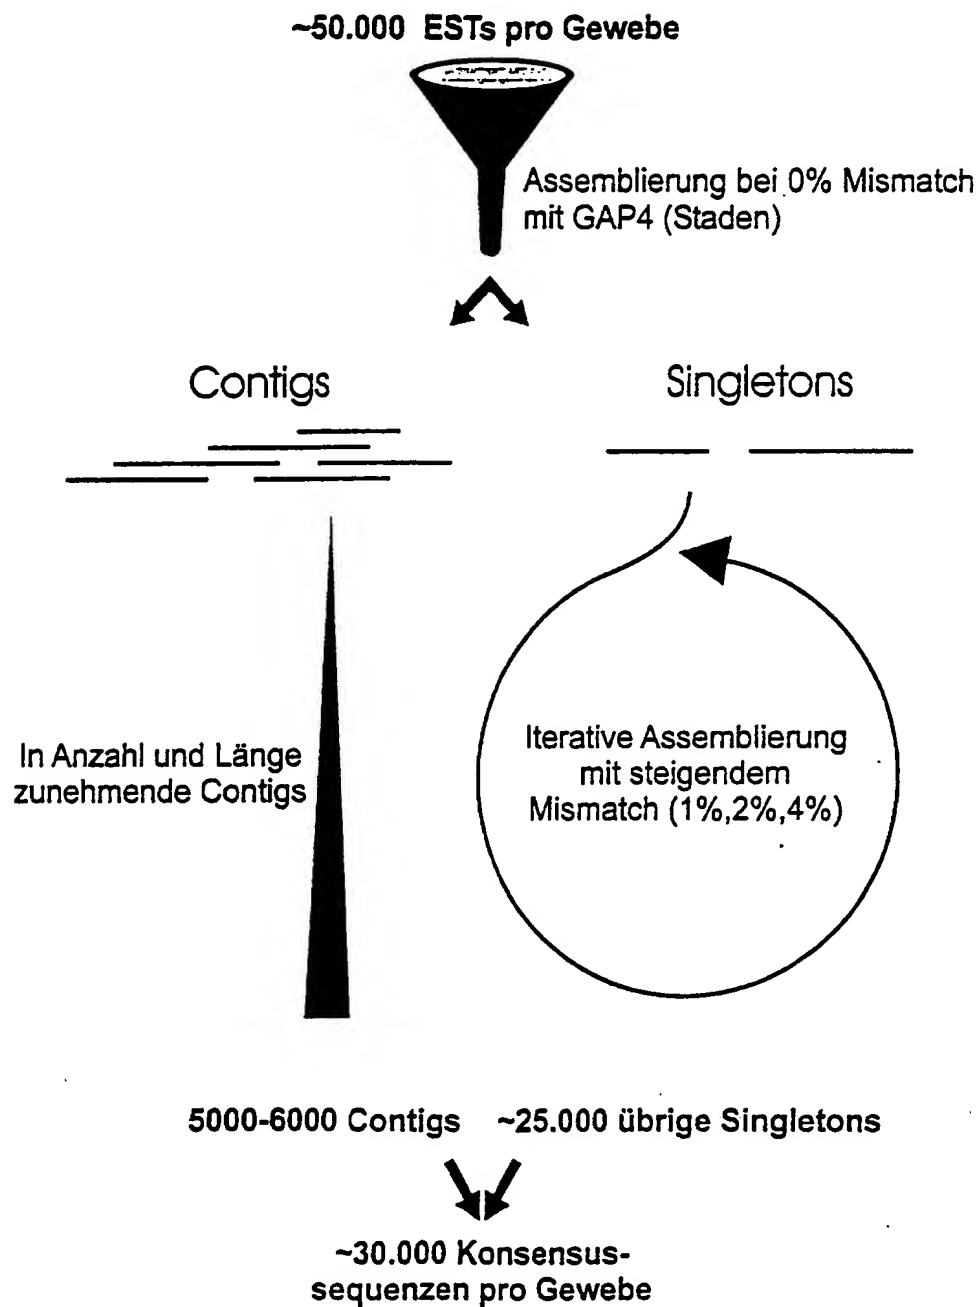 ~50.000 ESTs pro Gewebe
Assemblierung bei 0% Mismatch
mit GAP4 (Staden)
Contigs
Singletons
In Anzahl und Länge
zunehmende Contigs
Iterative Assemblierung
mit steigendem
Mismatch (1%,2%,4%)
5000-6000 Contigs
~25.000 übrige Singletons
~30.000 Konsensus-
sequenzen pro Gewebe